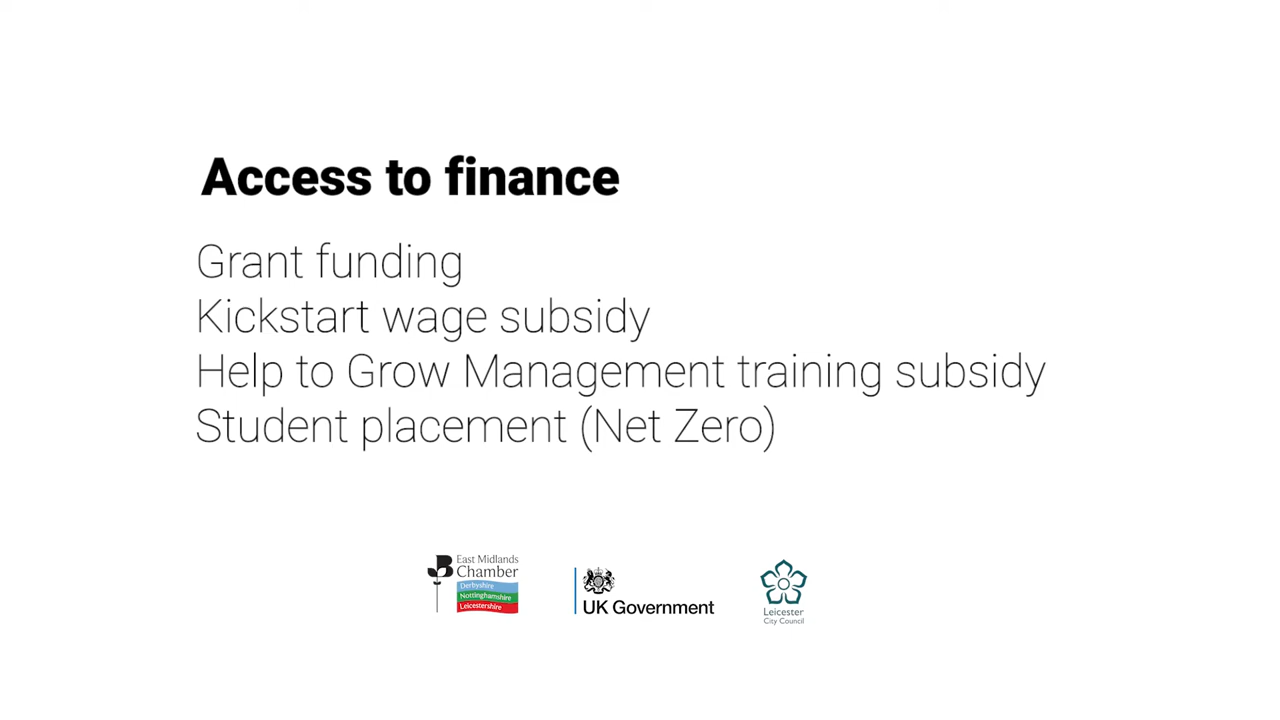 Access to finance
Grant funding
Kickstart wage subsidy
Help to Grow Management training subsidy
Student placement (Net Zero)
East Midlands
Chamber
Derbyshire
Nottinghamshire
Leicestershire
UK Government
Leicester
City Council